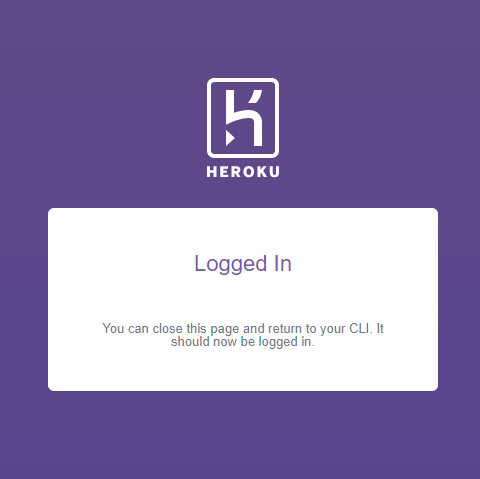 HEROKU
Logged In
You can close this page and return to your CLI. It
should now be logged in.